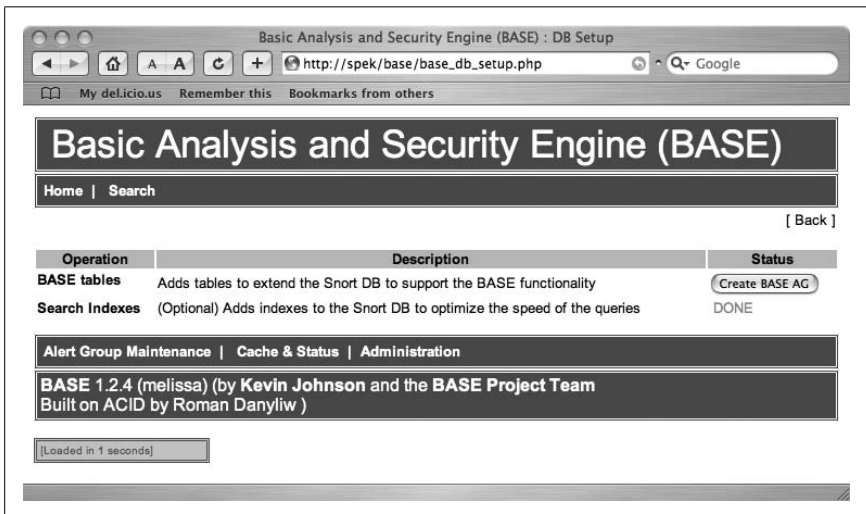 Basic Analysis and Security Engine (BASE) : DB Setup
A A http://spek/base/base_db_setup.php Google
My del.icio.us Remember this Bookmarks from others
Basic Analysis and Security Engine (BASE)
Home | Search
[ Back ]
Operation Description Status
BASE tables Adds tables to extend the Snort DB to support the BASE functionality Create BASE AG
Search Indexes (Optional) Adds indexes to the Snort DB to optimize the speed of the queries DONE
Alert Group Maintenance | Cache & Status | Administration
BASE 1.2.4 (melissa) (by Kevin Johnson and the BASE Project Team
Built on ACID by Roman Danyliw )
[Loaded in 1 seconds]